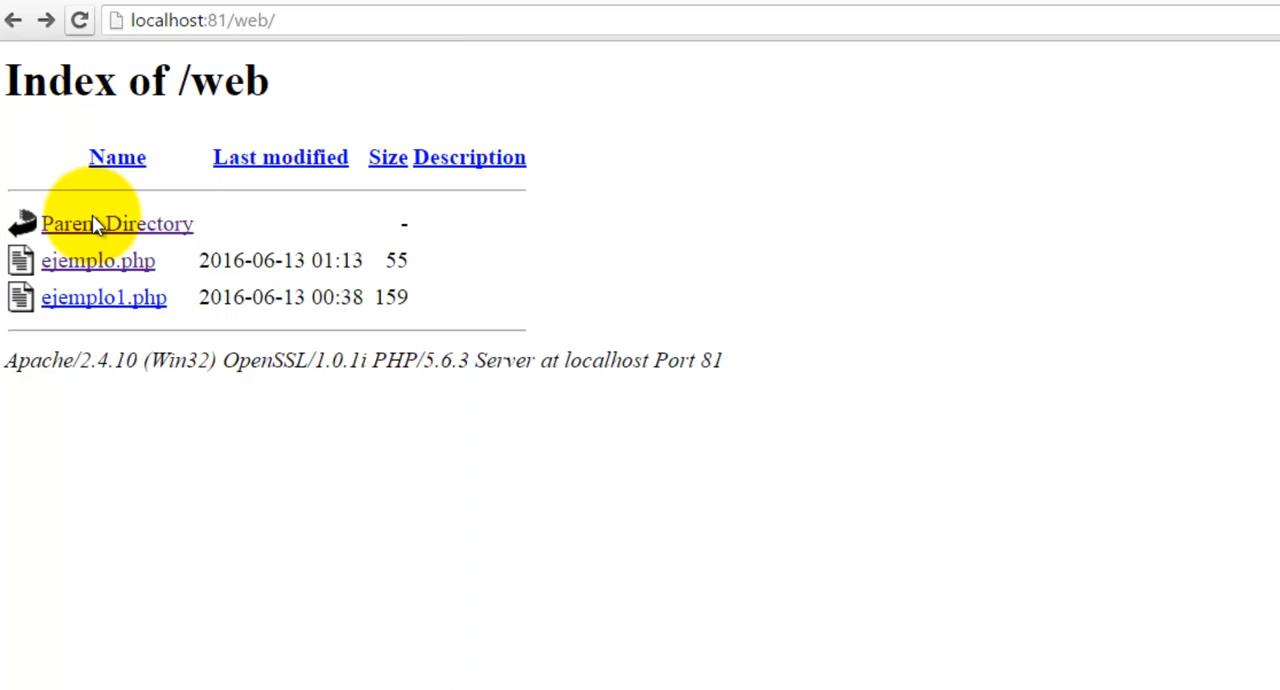 localhost:81/web/
Index of /web
Name Last modified Size Description
Parent Directory -
ejemplo.php 2016-06-13 01:13 55
ejemplo1.php 2016-06-13 00:38 159
Apache/2.4.10 (Win32) OpenSSL/1.0.1i PHP/5.6.3 Server at localhost Port 81